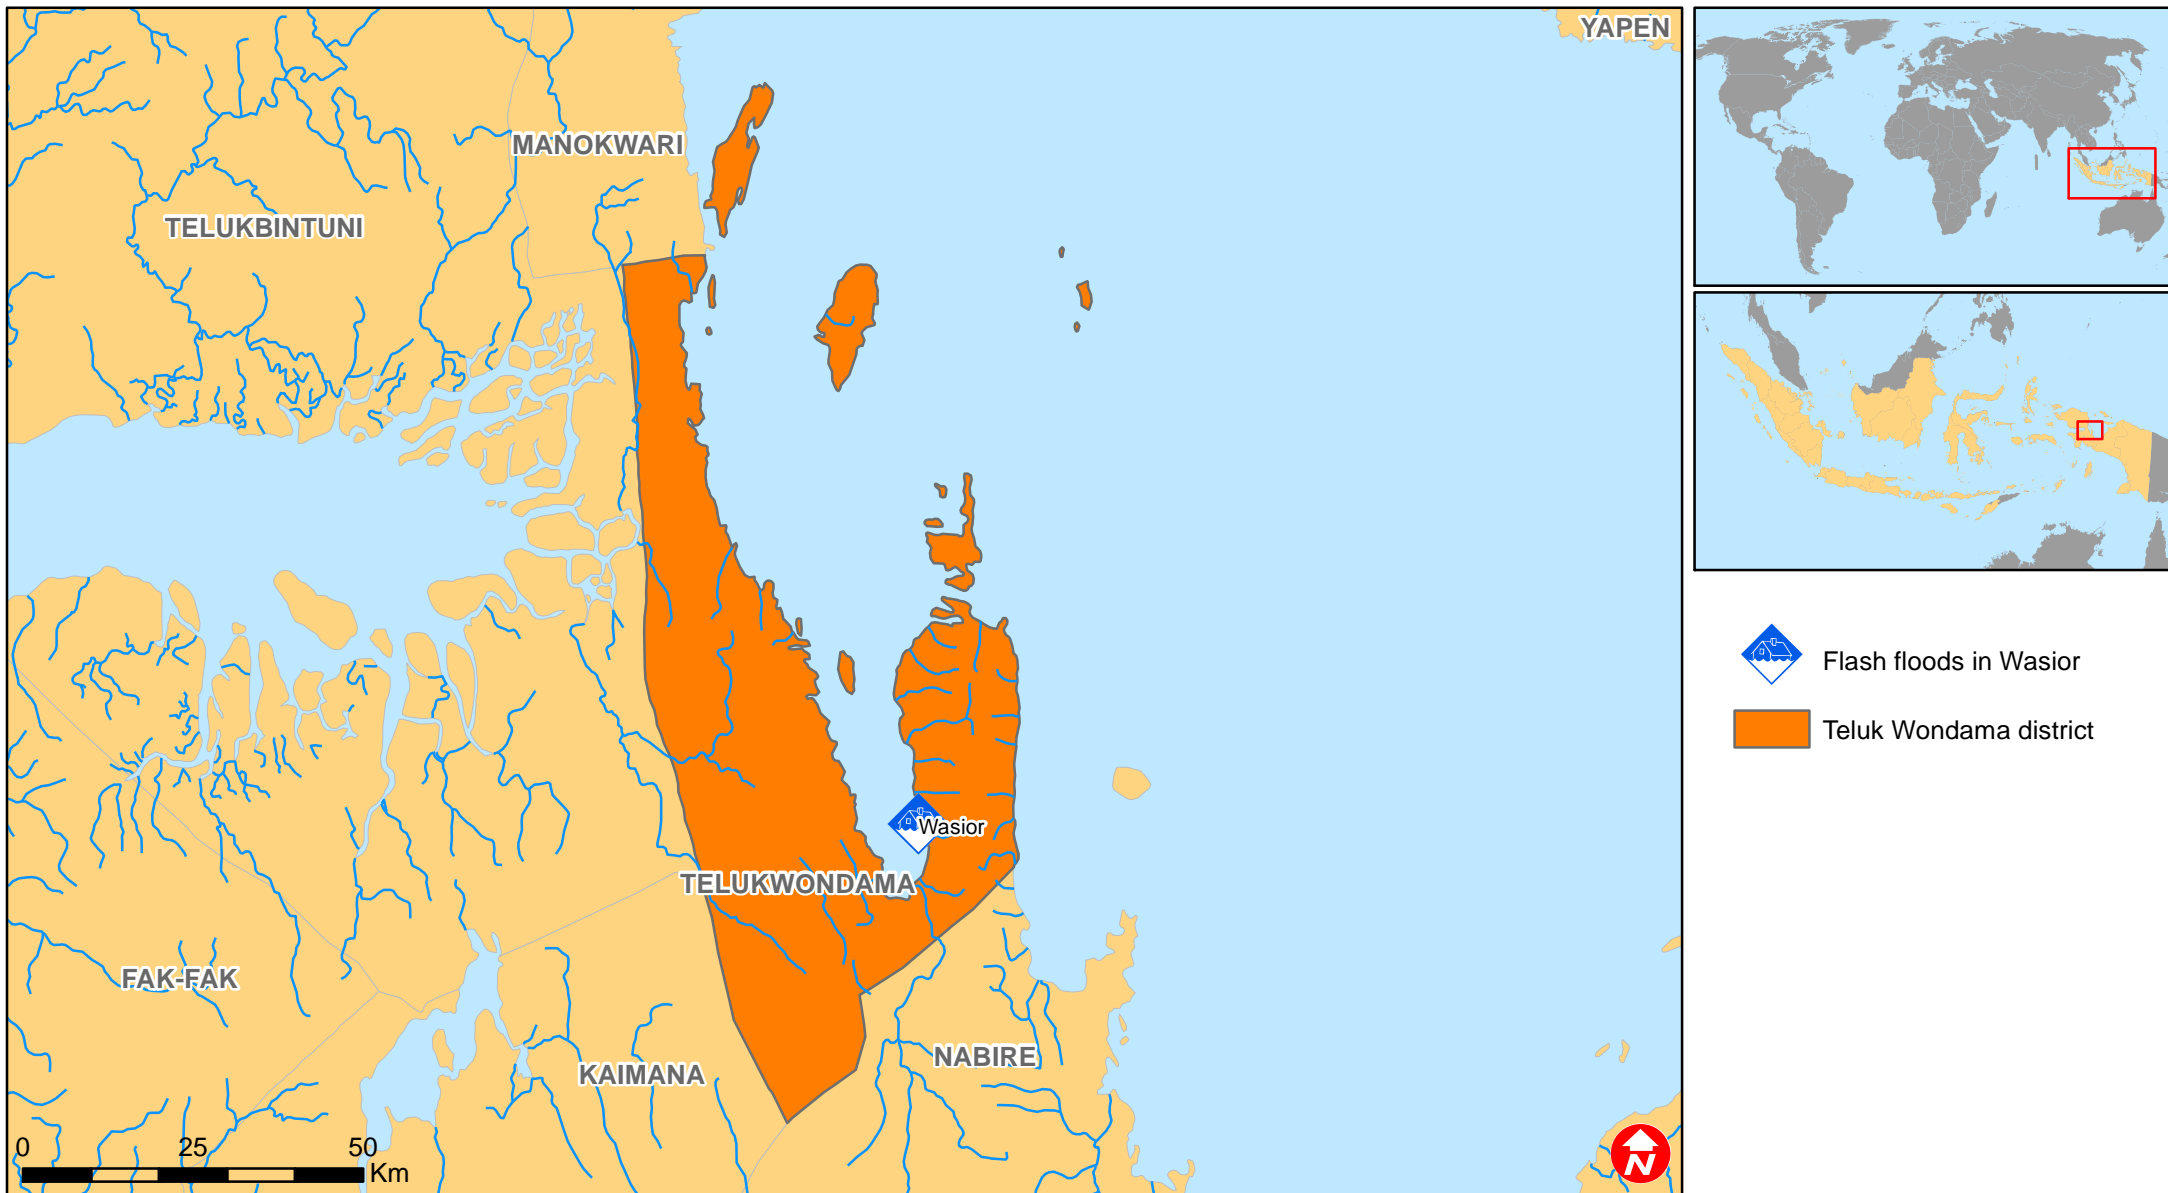 YAPEN
MANOKWARI
TELUKBINTUNI
Wasior
TELUKWONDAMA
FAK-FAK
NABIRE
KAIMANA
0 25 50
Km
N
Flash floods in Wasior
Teluk Wondama district